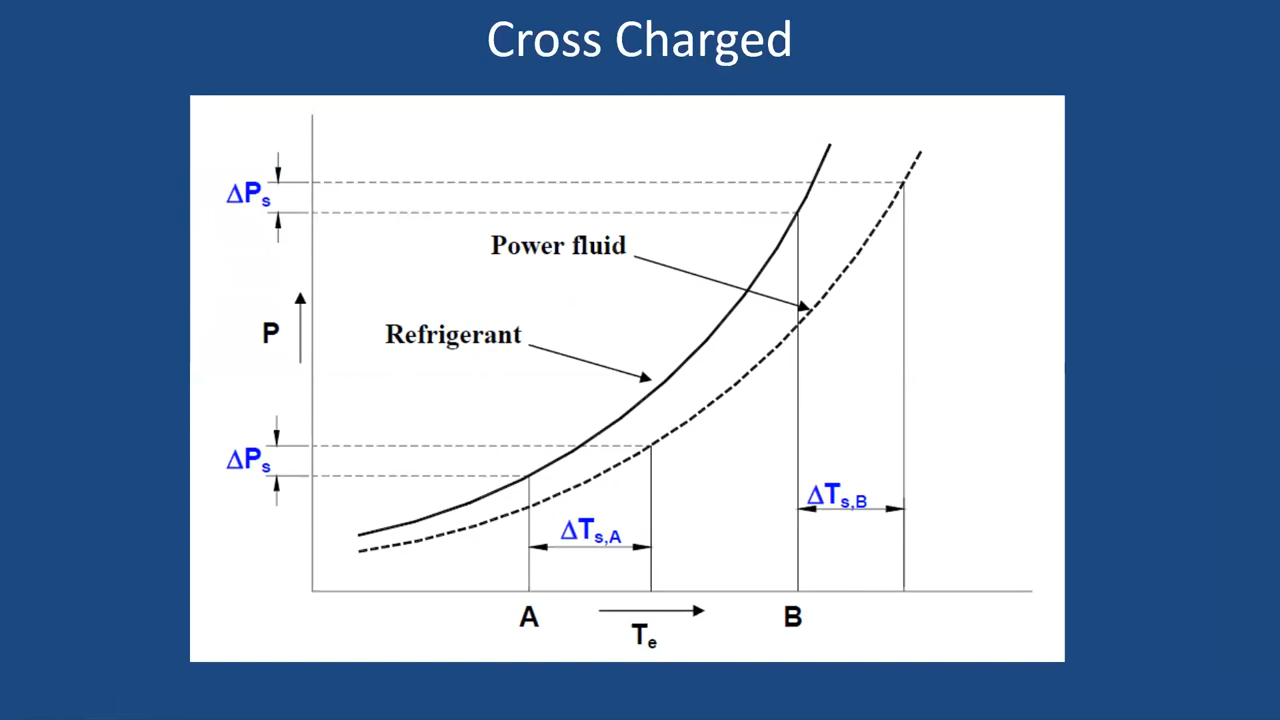 Cross Charged
ΔPs
Power fluid
P
Refrigerant
ΔPs
ΔTs,B
ΔTs,A
A
B
Te